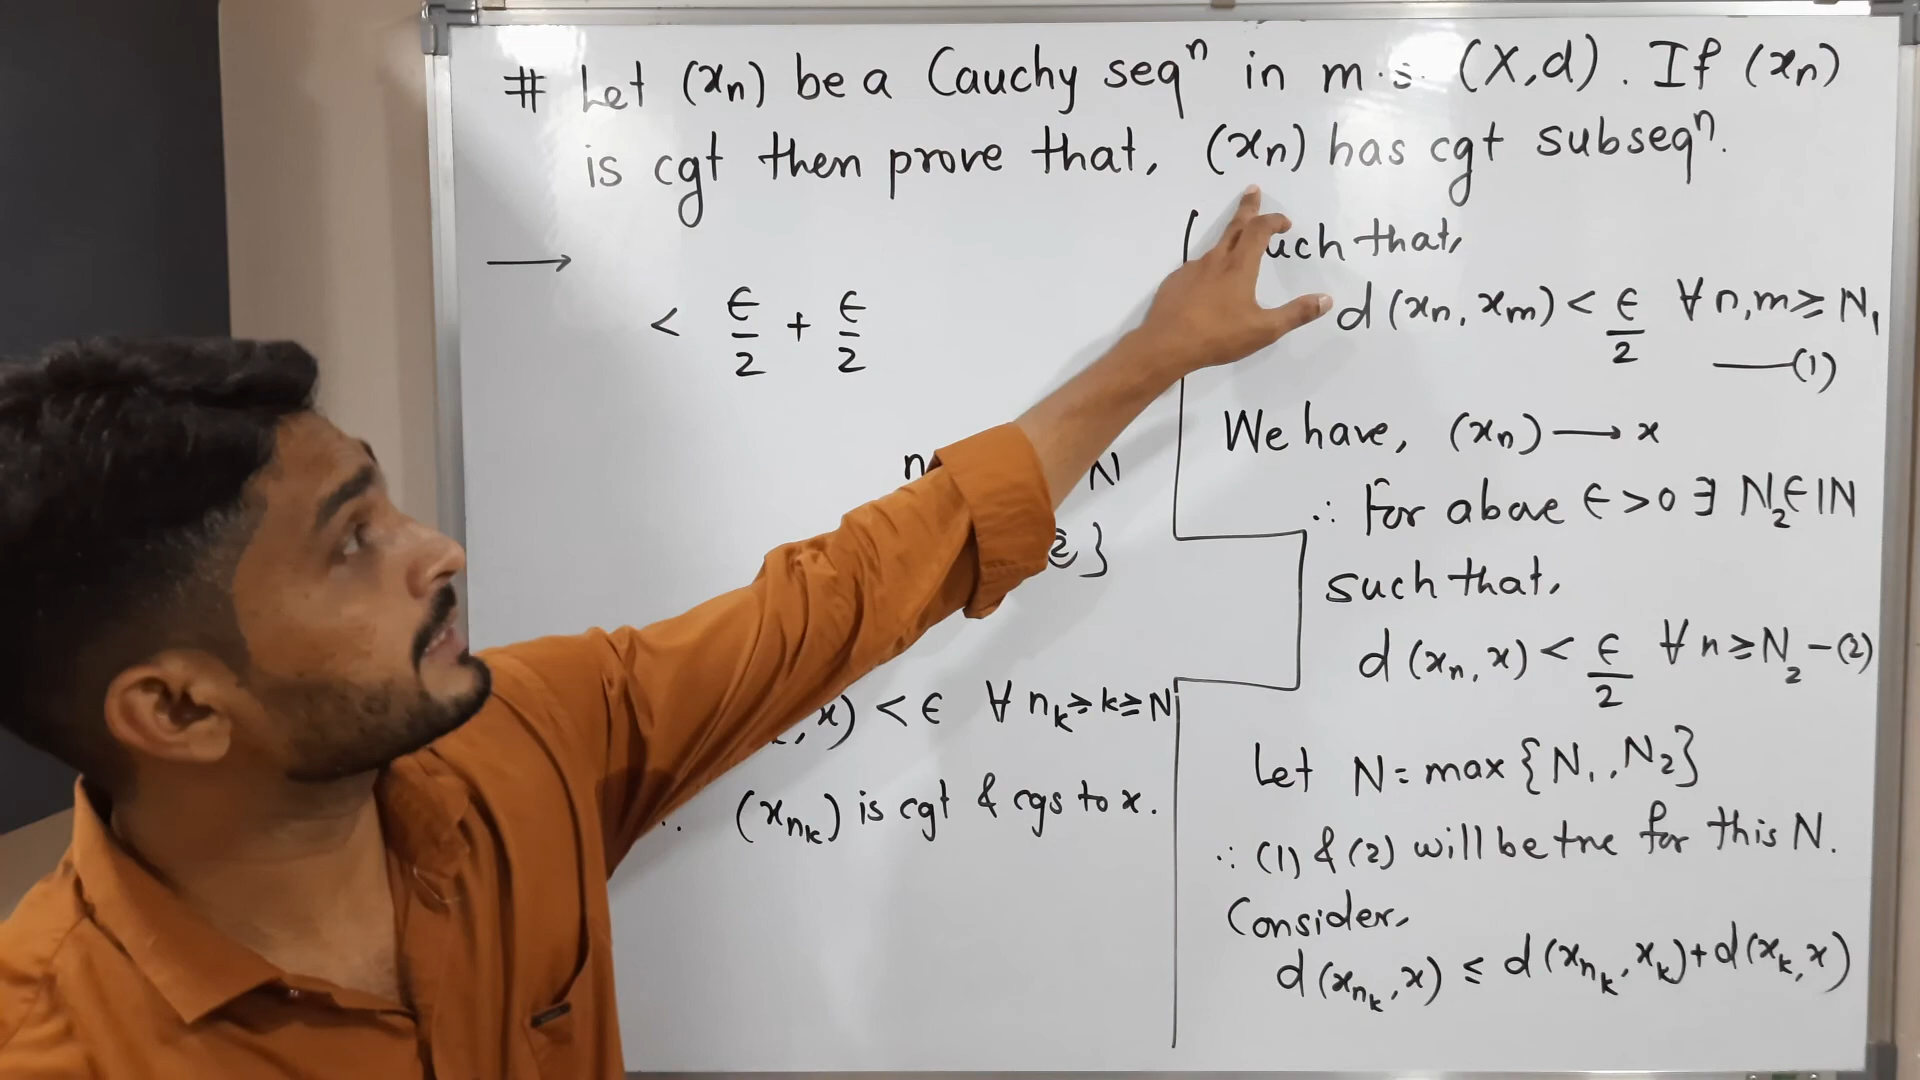 # Let (xₙ) be a Cauchy seqⁿ in m.s. (X,d). If (xₙ)
is cgt then prove that, (xₙ) has cgt subseqⁿ.
→
< ϵ/2 + ϵ/2
n N
2}
, x) < ϵ ∀ nₖ ≥ k ≥ N
(xₙₖ) is cgt & cgs to x.
such that,
d(xₙ, xₘ) < ϵ/2 ∀ n,m ≥ N₁
—(1)
We have, (xₙ) → x
∴ For above ϵ > 0 ∃ N₂ ∈ ℕ
such that,
d(xₙ, x) < ϵ/2 ∀ n ≥ N₂ —(2)
Let N = max {N₁, N₂}
∴ (1) & (2) will be true for this N.
Consider,
d(xₙₖ, x) ≤ d(xₙₖ, xₖ) + d(xₖ, x)